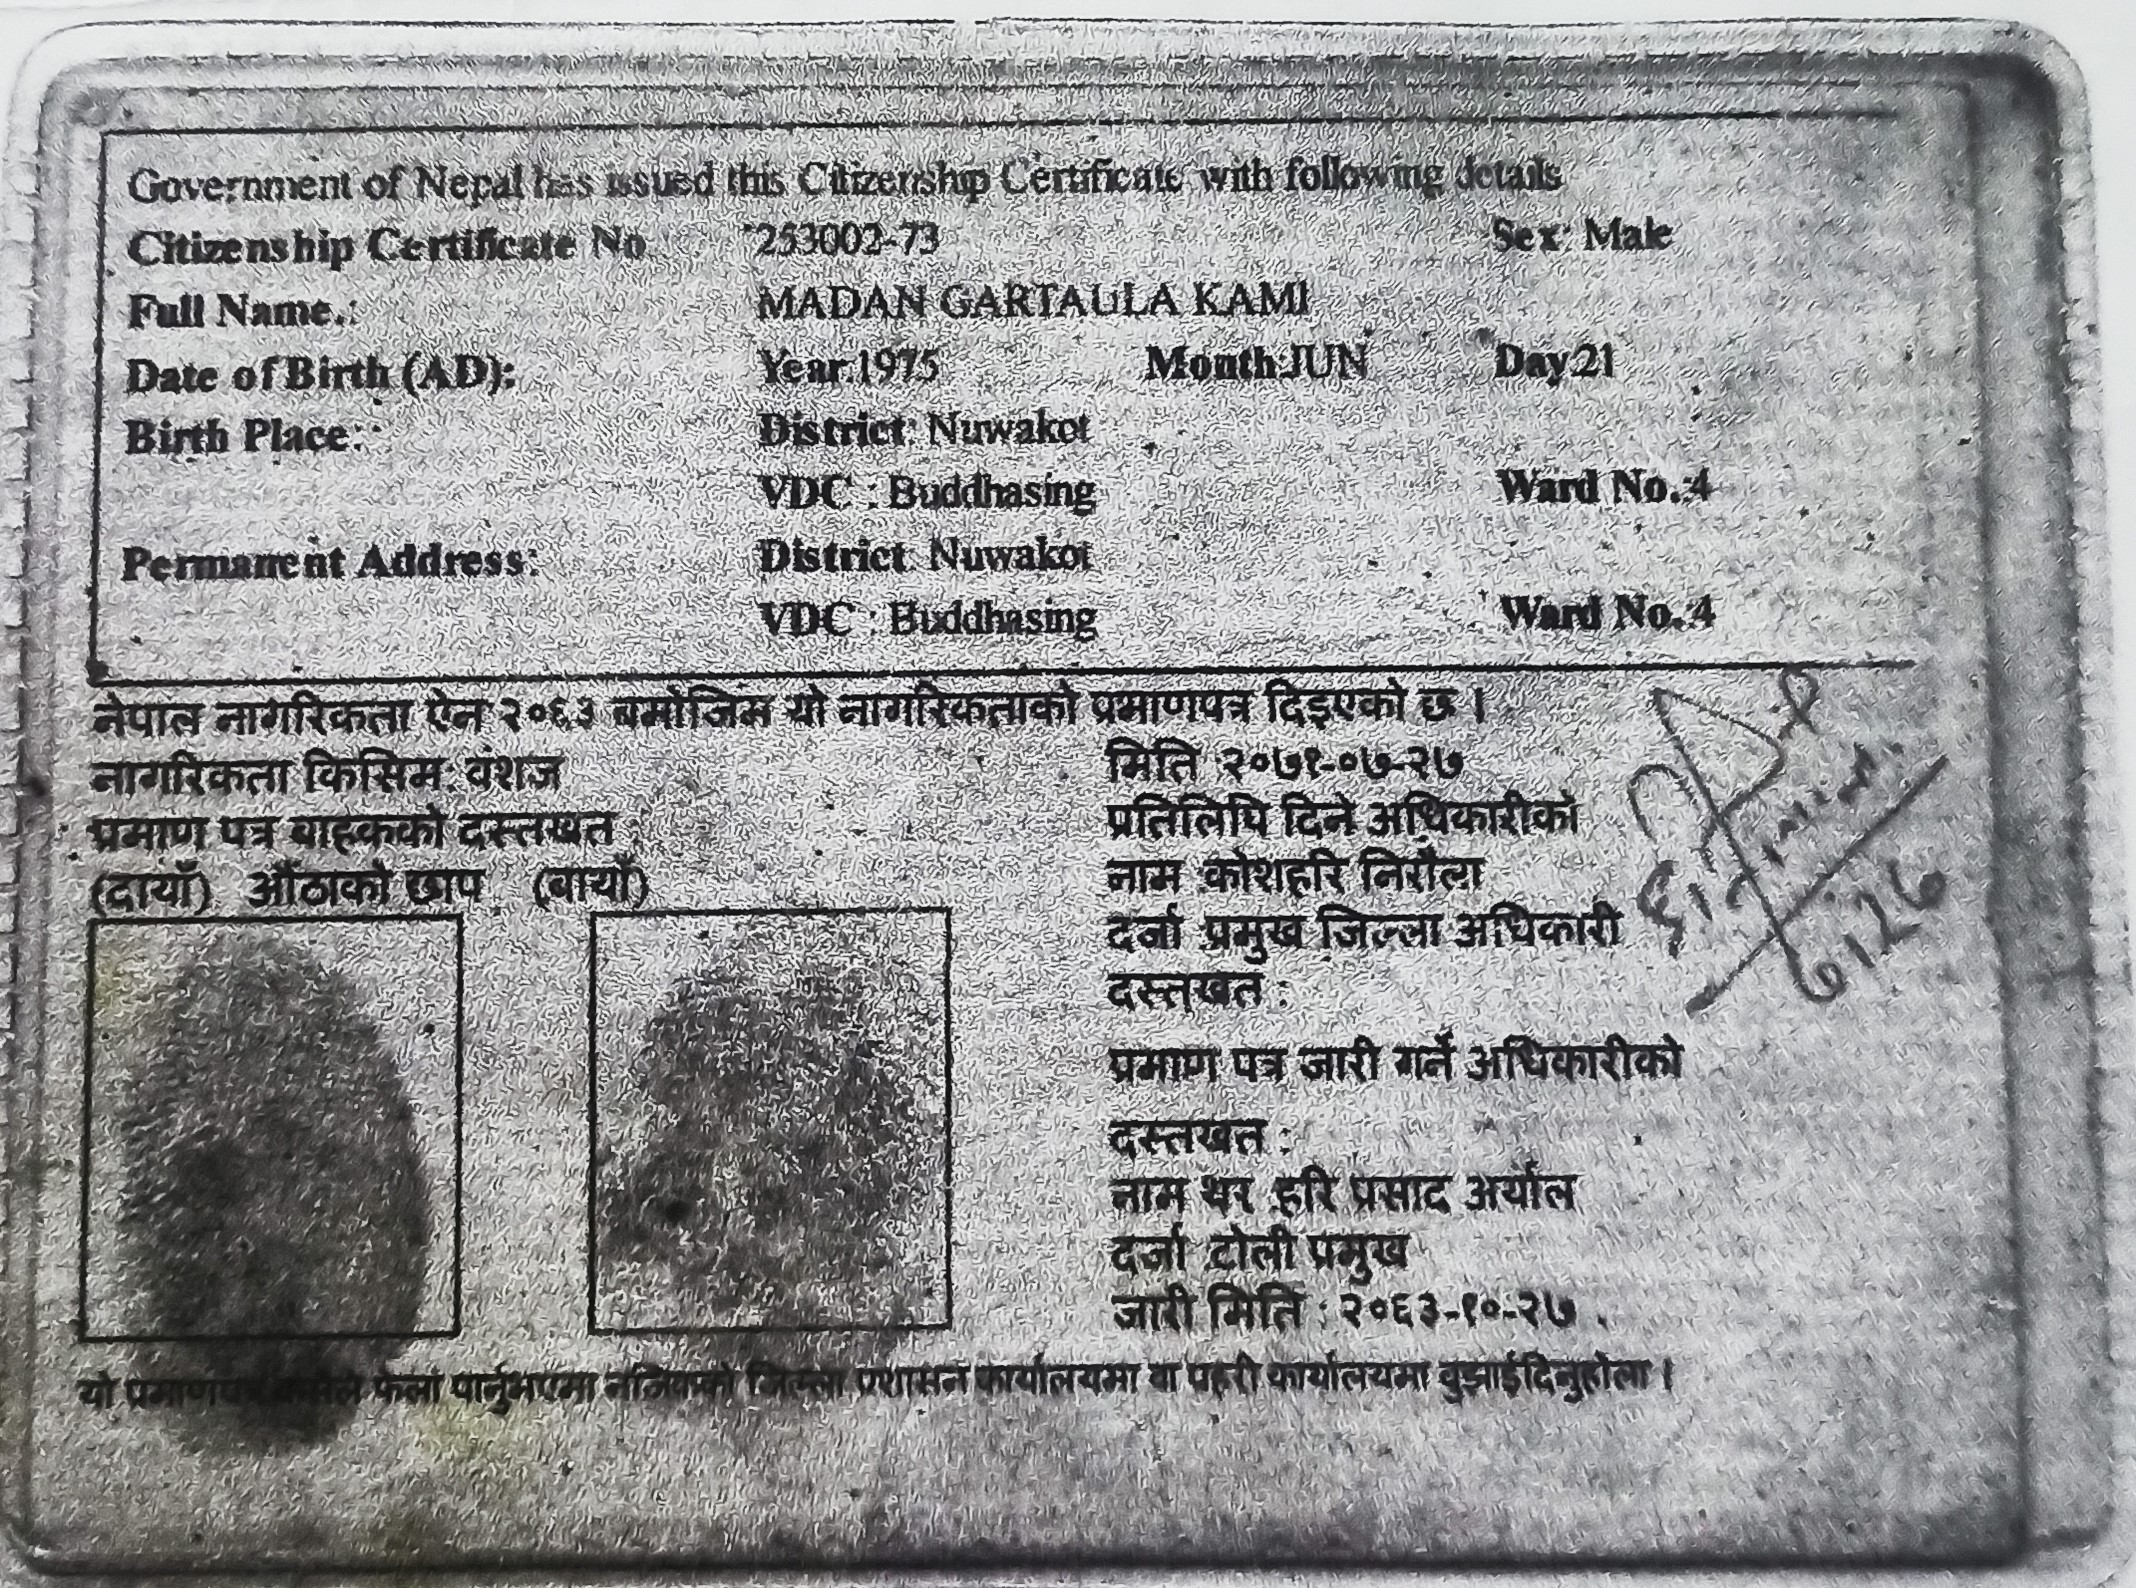 Government of Nepal has issued this Citizenship Certificate with following details
Citizenship Certificate No 253002-73 Sex: Male
Full Name.: MADAN GARTAULA KAMI
Date of Birth (AD): Year:1975 Month:JUN Day:21
Birth Place: District: Nuwakot
VDC : Buddhasing Ward No.:4
Permanent Address: District: Nuwakot
VDC : Buddhasing Ward No.:4
नेपाल नागरिकता ऐन २०६३ बमोजिम यो नागरिकताको प्रमाणपत्र दिइएको छ ।
नागरिकता किसिम: वंशज
प्रमाण पत्र बाहकको दस्तखत :
(दायाँ) औंठाको छाप (बायाँ)
मिति :२०७१-०७-२७
प्रतिलिपि दिने अधिकारीको
नाम :कोशहरि निरौला
दर्जा :प्रमुख जिल्ला अधिकारी
दस्तखत :
प्रमाण पत्र जारी गर्ने अधिकारीको
दस्तखत :
नाम थर :हरि प्रसाद अर्याल
दर्जा :टोली प्रमुख
जारी मिति : २०६३-१०-२७ .
यो प्रमाणपत्र कसैले फेला पार्नुभएमा नजिकको जिल्ला प्रशासन कार्यालयमा वा प्रहरी कार्यालयमा बुझाईदिनुहोला ।